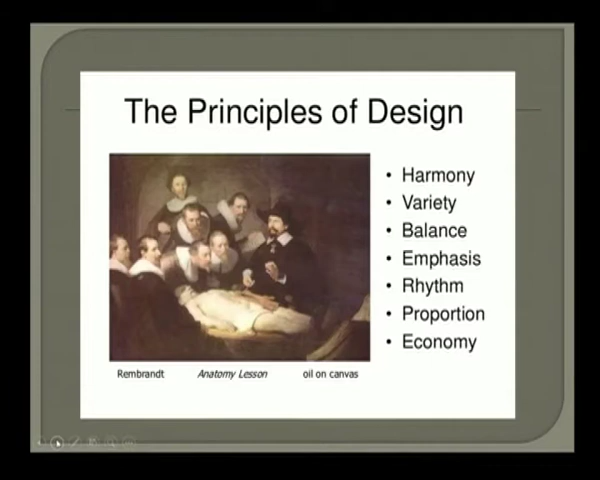 The Principles of Design
• Harmony
• Variety
• Balance
• Emphasis
• Rhythm
• Proportion
• Economy
Rembrandt Anatomy Lesson oil on canvas